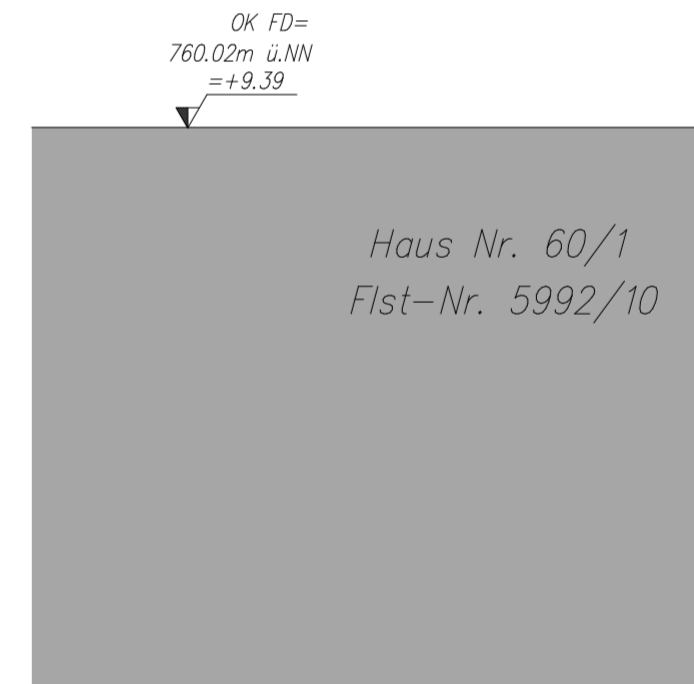 OK FD=
760.02m ü.NN
=+9.39
Haus Nr. 60/1
Flst-Nr. 5992/10